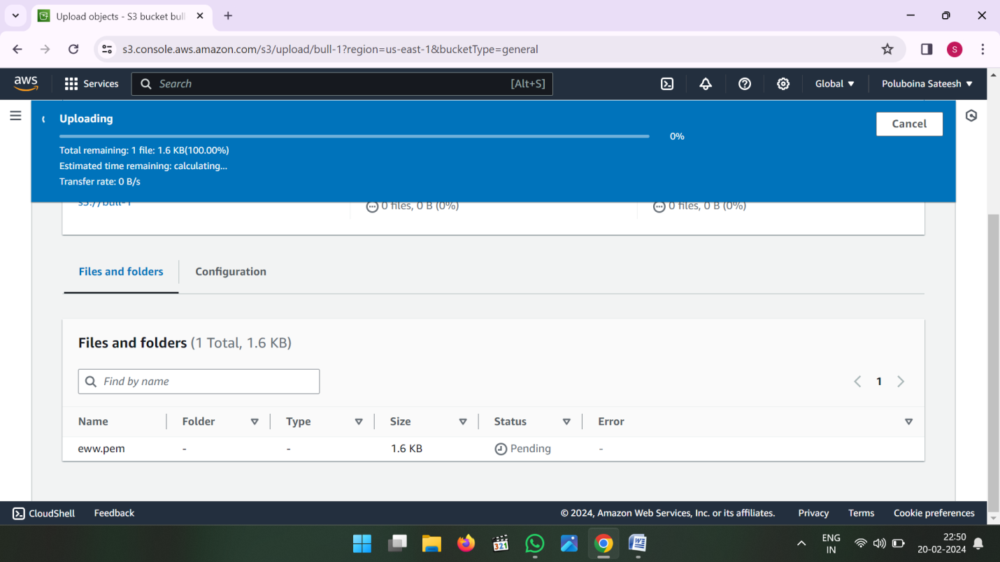 Upload objects - S3 bucket bull
s3.console.aws.amazon.com/s3/upload/bull-1?region=us-east-1&bucketType=general
S
aws
Services
Search
[Alt+S]
Global
Poluboina Sateesh
Uploading
Cancel
0%
Total remaining: 1 file: 1.6 KB(100.00%)
Estimated time remaining: calculating...
Transfer rate: 0 B/s
s3://bull-1
0 files, 0 B (0%)
0 files, 0 B (0%)
Files and folders
Configuration
Files and folders (1 Total, 1.6 KB)
Find by name
1
Name Folder Type Size Status Error
eww.pem - - 1.6 KB Pending -
CloudShell
Feedback
© 2024, Amazon Web Services, Inc. or its affiliates.
Privacy
Terms
Cookie preferences
321
W
ENG
IN
22:50
20-02-2024